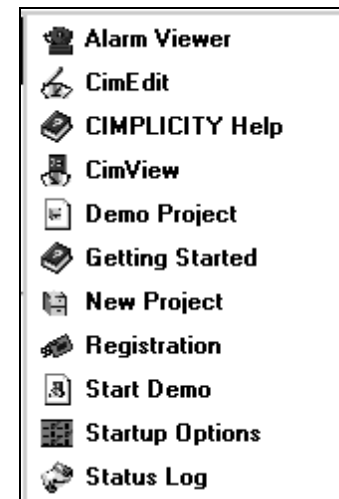 Alarm Viewer
CimEdit
CIMPLICITY Help
CimView
Demo Project
Getting Started
New Project
Registration
Start Demo
Startup Options
Status Log